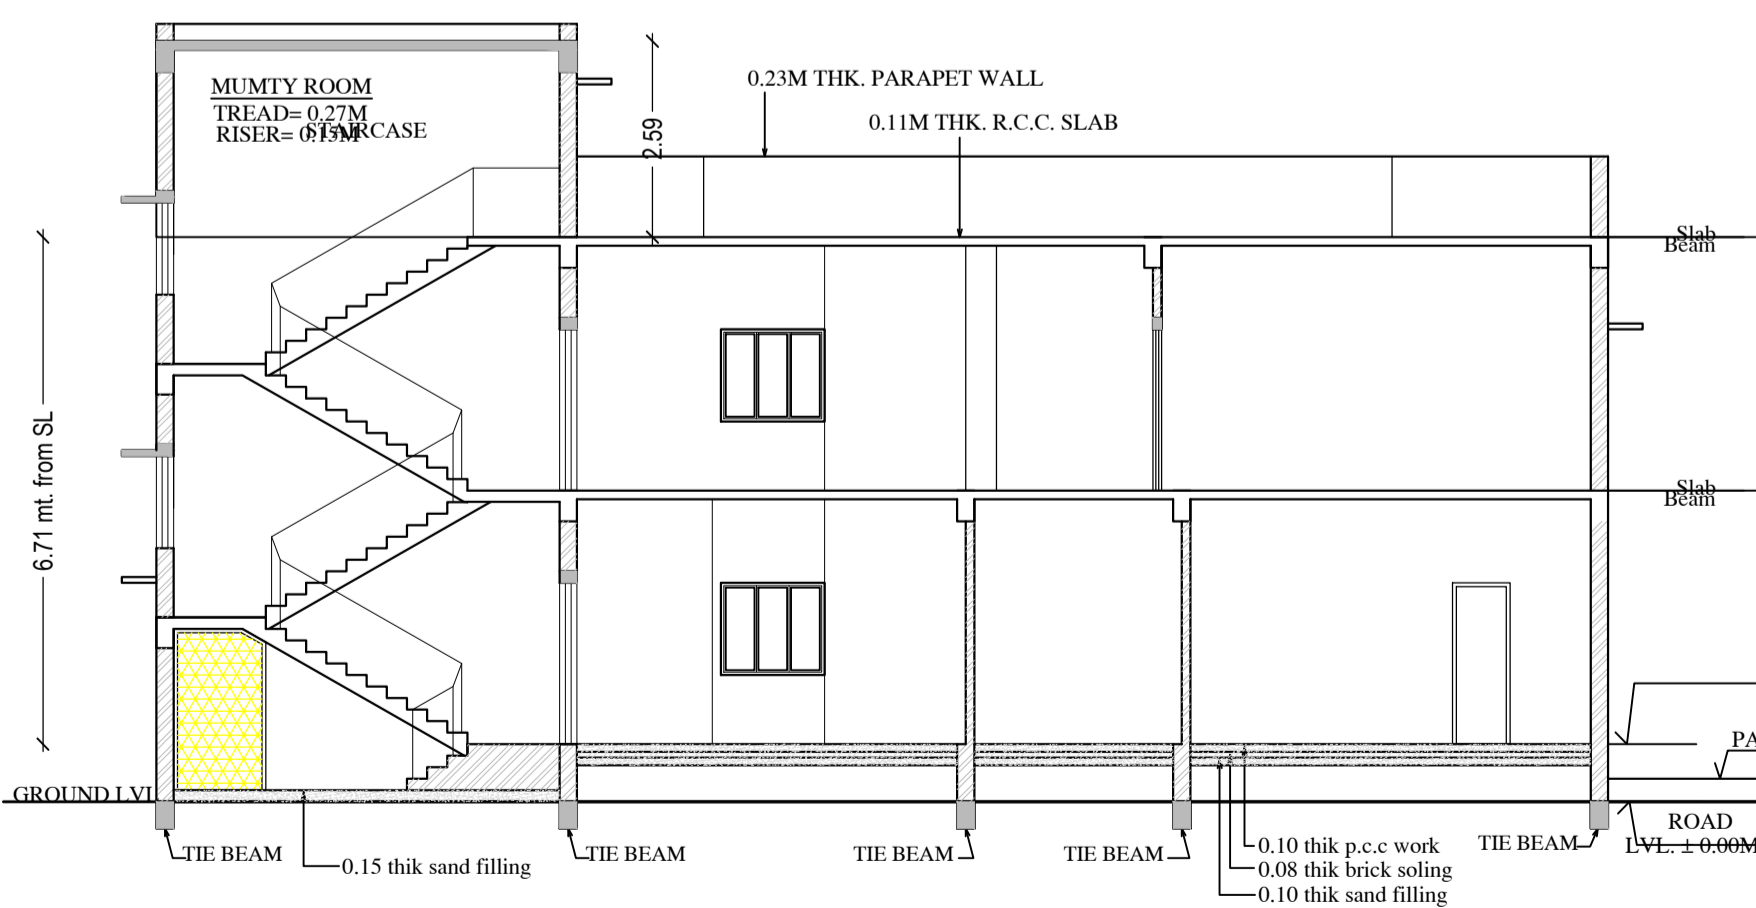 MUMTY ROOM
TREAD= 0.27M
RISER= 0.15M
STAIRCASE
2.59
0.23M THK. PARAPET WALL
0.11M THK. R.C.C. SLAB
Slab
Beam
6.71 mt. from SL
Slab
Beam
PA
GROUND LVL
ROAD
LVL. ± 0.00M
TIE BEAM
TIE BEAM
TIE BEAM
TIE BEAM
TIE BEAM
0.15 thik sand filling
0.10 thik p.c.c work
0.08 thik brick soling
0.10 thik sand filling